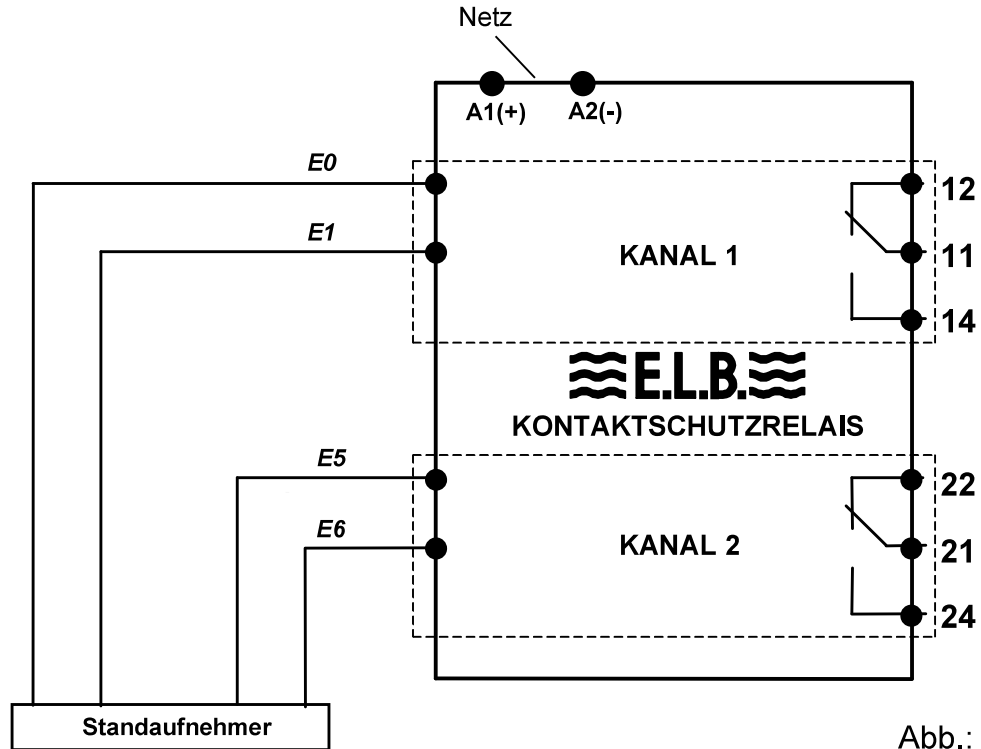 Netz
A1(+) A2(-)
E0
12
E1
KANAL 1
11
14
E.L.B.
KONTAKTSCHUTZRELAIS
E5
22
E6
KANAL 2
21
24
Standaufnehmer
Abb.: